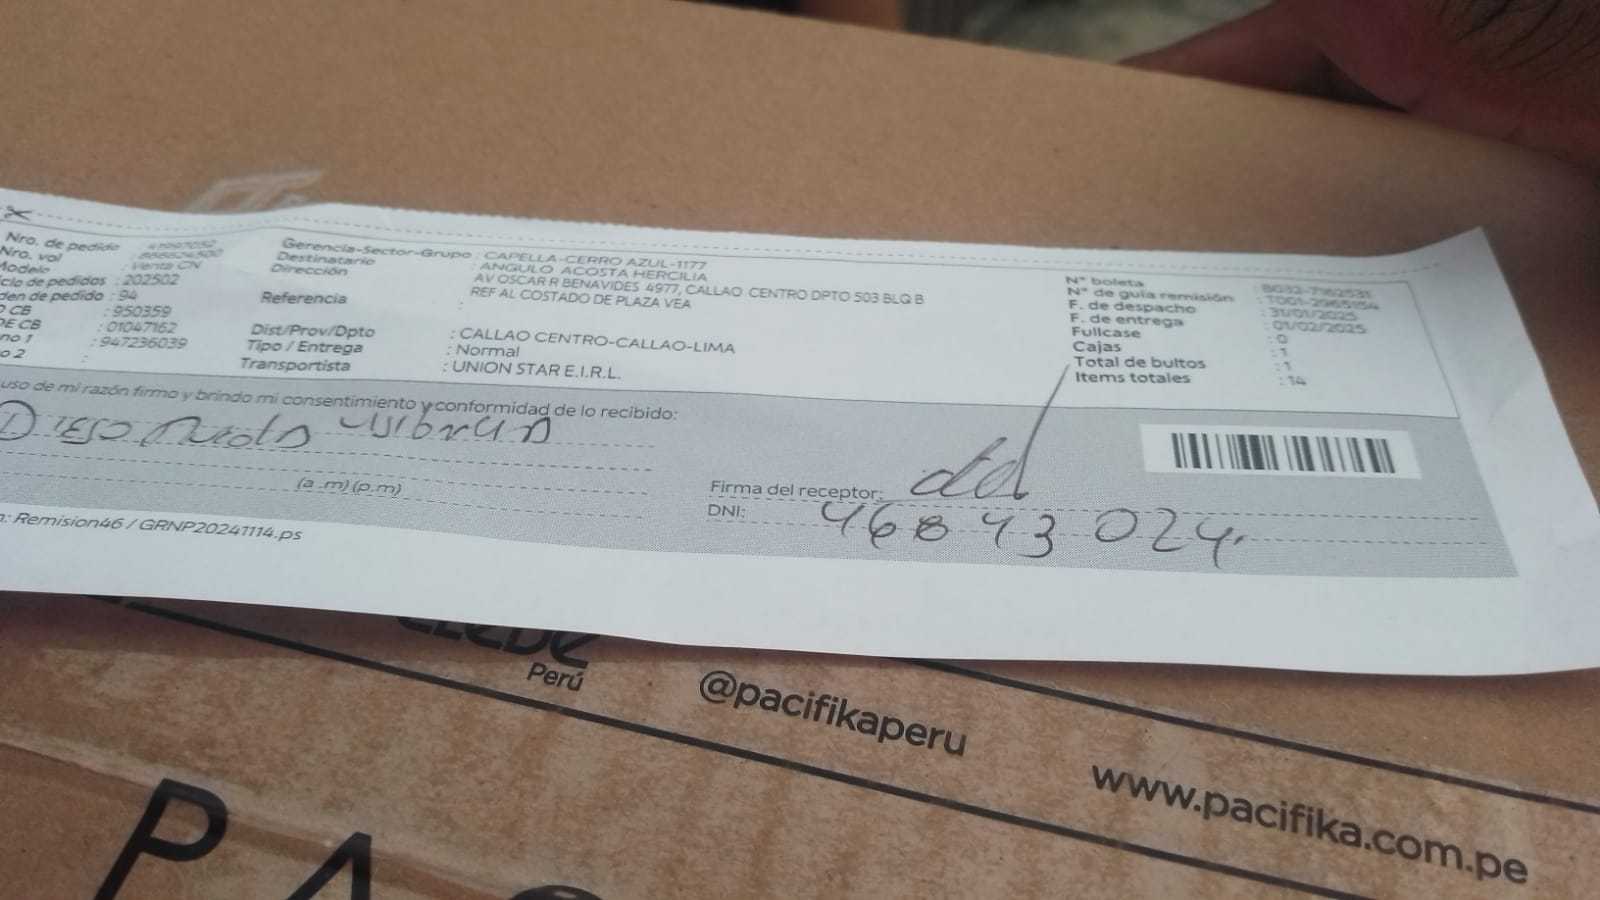 Nro. de pedido : 41997052
Nro. vol : 888624500
Modelo : Venta CN
clo de pedidos : 202502
den de pedido : 94
O CB : 950359
DE CB : 01047162
no 1 : 947236039
o 2 :
Gerencia-Sector-Grupo : CAPELLA-CERRO AZUL-1177
Destinatario : ANGULO ACOSTA HERCILIA
Dirección : AV OSCAR R BENAVIDES 4977, CALLAO CENTRO DPTO 503 BLQ B
Referencia : REF AL COSTADO DE PLAZA VEA
Dist/Prov/Dpto : CALLAO CENTRO-CALLAO-LIMA
Tipo / Entrega : Normal
Transportista : UNION STAR E.I.R.L.
N° boleta :
N° de guía remisión :
F. de despacho : 31/01/2025
F. de entrega : 01/02/2025
Fullcase : 0
Cajas : 1
Total de bultos : 1
Items totales : 14
uso de mi razón firmo y brindo mi consentimiento y conformidad de lo recibido:
Diego
(a .m) (p.m)
Firma del receptor:
DNI: 46843024
n: Remision46 / GRNP20241114.ps
Perú
@pacifikaperu
www.pacifika.com.pe